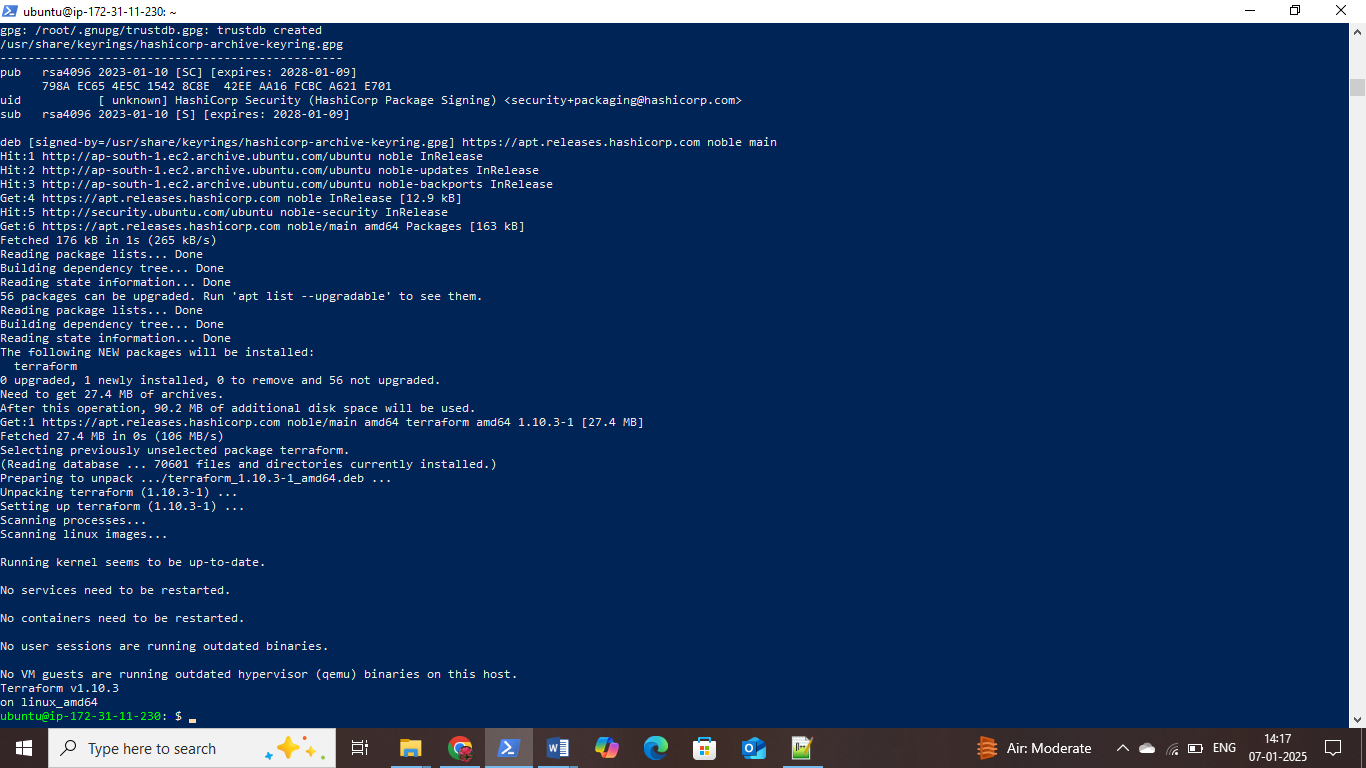 ubuntu@ip-172-31-11-230: ~
gpg: /root/.gnupg/trustdb.gpg: trustdb created
/usr/share/keyrings/hashicorp-archive-keyring.gpg
-------------------------------------------------
pub   rsa4096 2023-01-10 [SC] [expires: 2028-01-09]
      798A EC65 4E5C 1542 8C8E  42EE AA16 FCBC A621 E701
uid           [ unknown] HashiCorp Security (HashiCorp Package Signing) <security+packaging@hashicorp.com>
sub   rsa4096 2023-01-10 [S] [expires: 2028-01-09]

deb [signed-by=/usr/share/keyrings/hashicorp-archive-keyring.gpg] https://apt.releases.hashicorp.com noble main
Hit:1 http://ap-south-1.ec2.archive.ubuntu.com/ubuntu noble InRelease
Hit:2 http://ap-south-1.ec2.archive.ubuntu.com/ubuntu noble-updates InRelease
Hit:3 http://ap-south-1.ec2.archive.ubuntu.com/ubuntu noble-backports InRelease
Get:4 https://apt.releases.hashicorp.com noble InRelease [12.9 kB]
Hit:5 http://security.ubuntu.com/ubuntu noble-security InRelease
Get:6 https://apt.releases.hashicorp.com noble/main amd64 Packages [163 kB]
Fetched 176 kB in 1s (265 kB/s)
Reading package lists... Done
Building dependency tree... Done
Reading state information... Done
56 packages can be upgraded. Run 'apt list --upgradable' to see them.
Reading package lists... Done
Building dependency tree... Done
Reading state information... Done
The following NEW packages will be installed:
  terraform
0 upgraded, 1 newly installed, 0 to remove and 56 not upgraded.
Need to get 27.4 MB of archives.
After this operation, 90.2 MB of additional disk space will be used.
Get:1 https://apt.releases.hashicorp.com noble/main amd64 terraform amd64 1.10.3-1 [27.4 MB]
Fetched 27.4 MB in 0s (106 MB/s)
Selecting previously unselected package terraform.
(Reading database ... 70601 files and directories currently installed.)
Preparing to unpack .../terraform_1.10.3-1_amd64.deb ...
Unpacking terraform (1.10.3-1) ...
Setting up terraform (1.10.3-1) ...
Scanning processes...
Scanning linux images...

Running kernel seems to be up-to-date.

No services need to be restarted.

No containers need to be restarted.

No user sessions are running outdated binaries.

No VM guests are running outdated hypervisor (qemu) binaries on this host.
Terraform v1.10.3
on linux_amd64
ubuntu@ip-172-31-11-230: $
Type here to search
Air: Moderate
ENG
14:17
07-01-2025